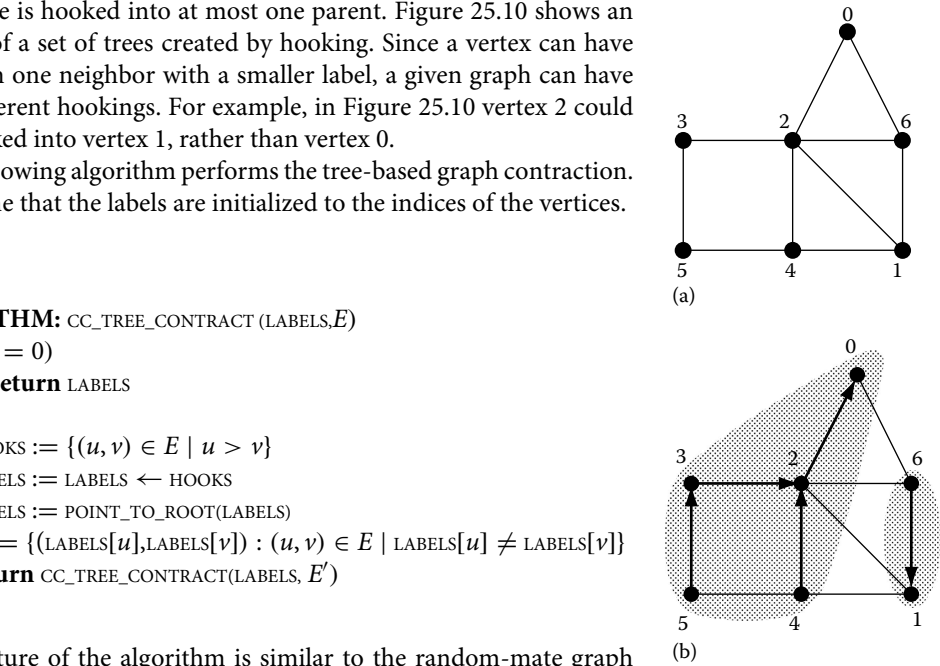 e is hooked into at most one parent. Figure 25.10 shows an
of a set of trees created by hooking. Since a vertex can have
one neighbor with a smaller label, a given graph can have
erent hookings. For example, in Figure 25.10 vertex 2 could
ked into vertex 1, rather than vertex 0.
owing algorithm performs the tree-based graph contraction.
e that the labels are initialized to the indices of the vertices.
THM: CC_TREE_CONTRACT (LABELS,E)
= 0)
eturn LABELS
OKS := {(u, v) ∈ E | u > v}
ELS := LABELS ← HOOKS
ELS := POINT_TO_ROOT(LABELS)
= {(LABELS[u],LABELS[v]) : (u, v) ∈ E | LABELS[u] ≠ LABELS[v]}
urn CC_TREE_CONTRACT(LABELS, E′)
ture of the algorithm is similar to the random-mate graph
0
3 2 6
5 4 1
(a)
0
3 2 6
5 4 1
(b)